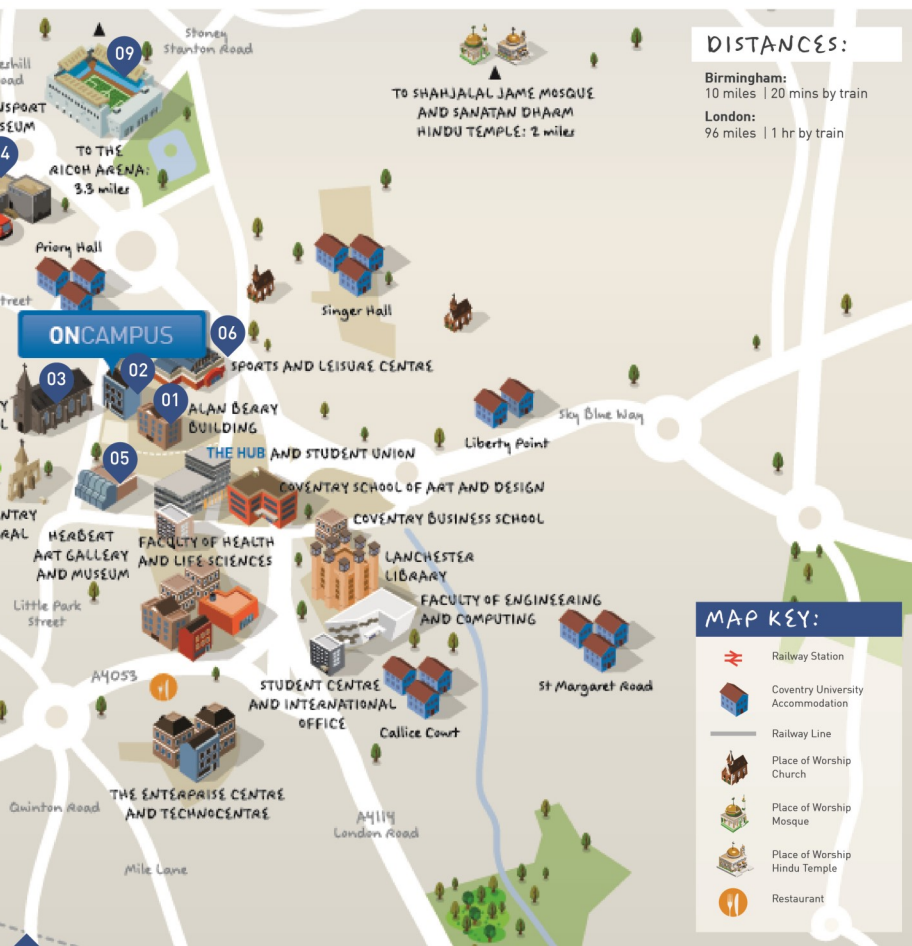 Stoney
Stanton Road
DISTANCES:
Birmingham:
10 miles | 20 mins by train
London:
96 miles | 1 hr by train
09
TO SHAHJALAL JAME MOSQUE
AND SANATAN DHARM
HINDU TEMPLE: 2 miles
TO THE
RICOH ARENA:
3.3 miles
4
Priory Hall
Singer Hall
ONCAMPUS
06
SPORTS AND LEISURE CENTRE
03
02
01
ALAN BERRY
BUILDING
Liberty Point
Sky Blue Way
THE HUB AND STUDENT UNION
05
COVENTRY SCHOOL OF ART AND DESIGN
COVENTRY BUSINESS SCHOOL
HERBERT
ART GALLERY
AND MUSEUM
FACULTY OF HEALTH
AND LIFE SCIENCES
LANCHESTER
LIBRARY
FACULTY OF ENGINEERING
AND COMPUTING
Little Park
Street
A4053
STUDENT CENTRE
AND INTERNATIONAL
OFFICE
Callice Court
St Margaret Road
THE ENTERPRISE CENTRE
AND TECHNOCENTRE
Quinton Road
A4114
London Road
Mile Lane
MAP KEY:
Railway Station
Coventry University
Accommodation
Railway Line
Place of Worship
Church
Place of Worship
Mosque
Place of Worship
Hindu Temple
Restaurant